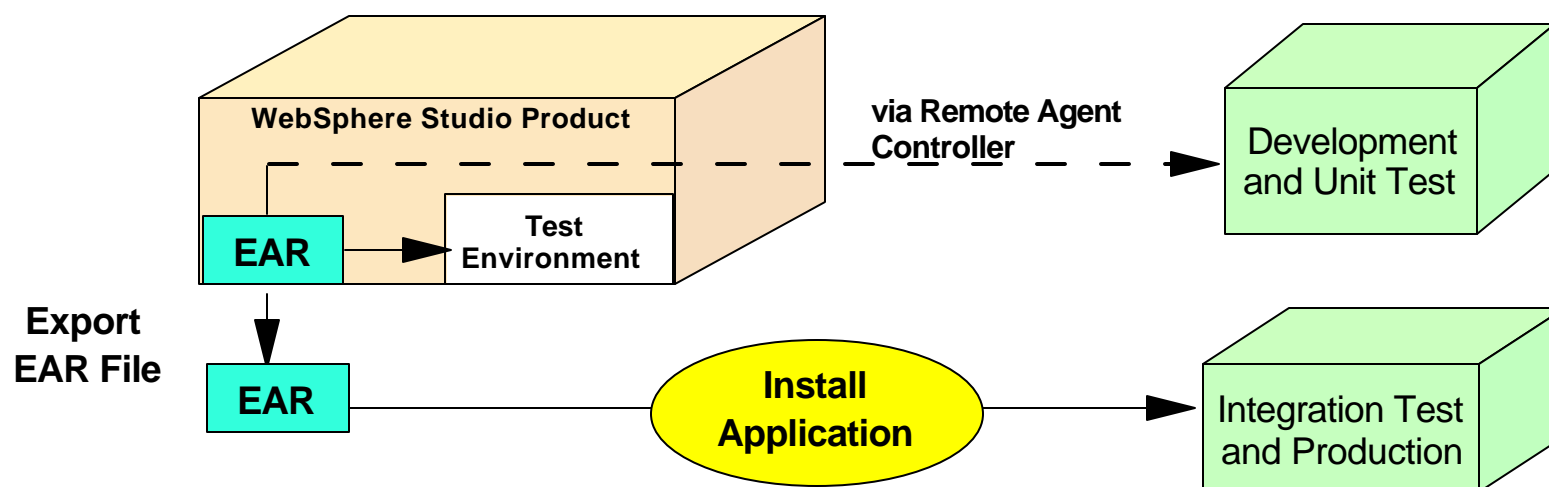 WebSphere Studio Product
via Remote Agent
Controller
Development
and Unit Test
EAR
Test
Environment
Export
EAR File
EAR
Install
Application
Integration Test
and Production